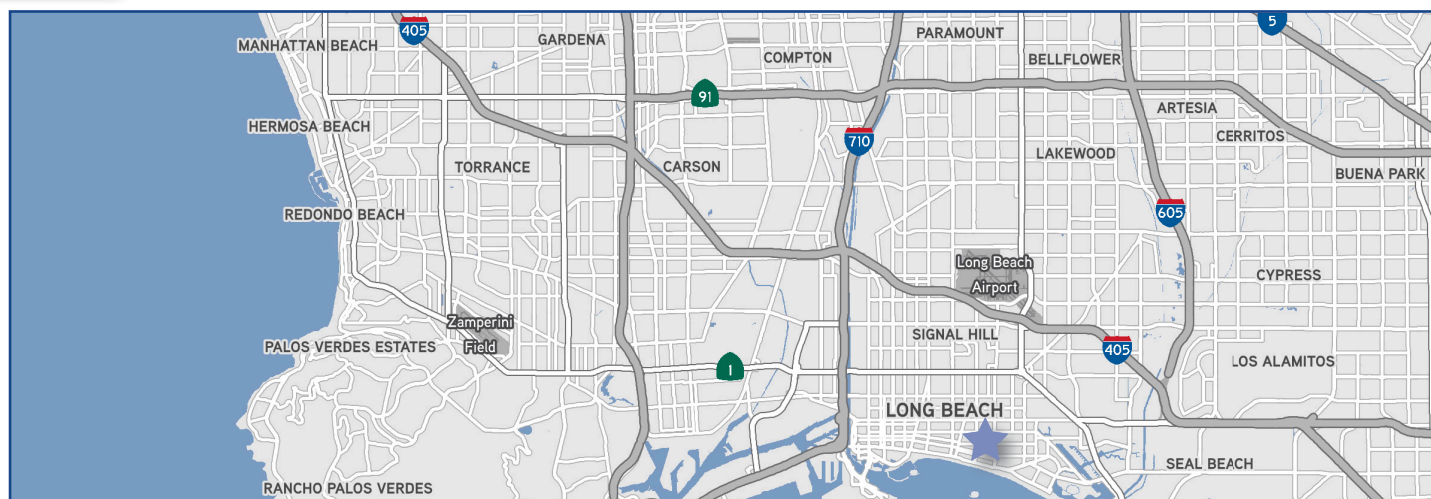 5
405
MANHATTAN BEACH
GARDENA
PARAMOUNT
COMPTON
BELLFLOWER
91
ARTESIA
HERMOSA BEACH
CERRITOS
710
TORRANCE
CARSON
LAKEWOOD
BUENA PARK
REDONDO BEACH
605
Long Beach
Airport
CYPRESS
Zamperini
Field
SIGNAL HILL
PALOS VERDES ESTATES
405
LOS ALAMITOS
1
LONG BEACH
SEAL BEACH
RANCHO PALOS VERDES